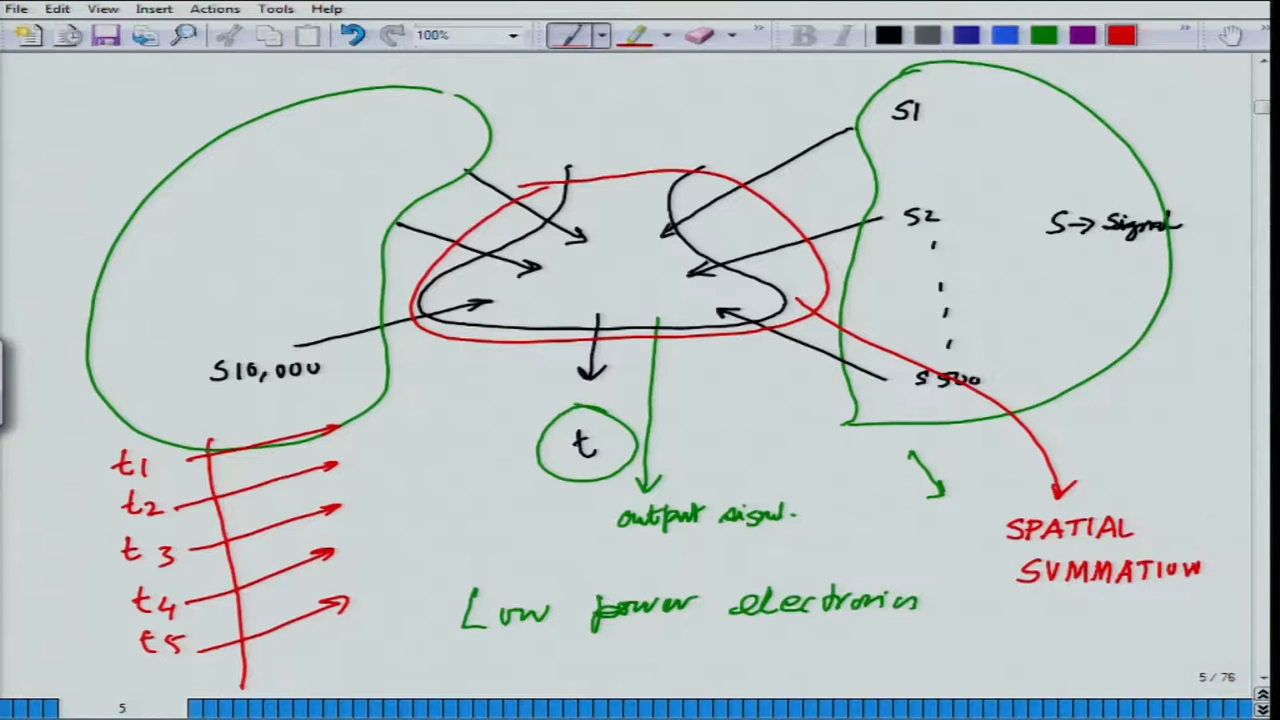 File Edit View Insert Actions Tools Help
100%
S1
S2
S → Signal
S 500
S10,000
t
output signal.
t1
t2
t3
t4
t5
SPATIAL
SUMMATION
Low power electronics
5 / 76
5